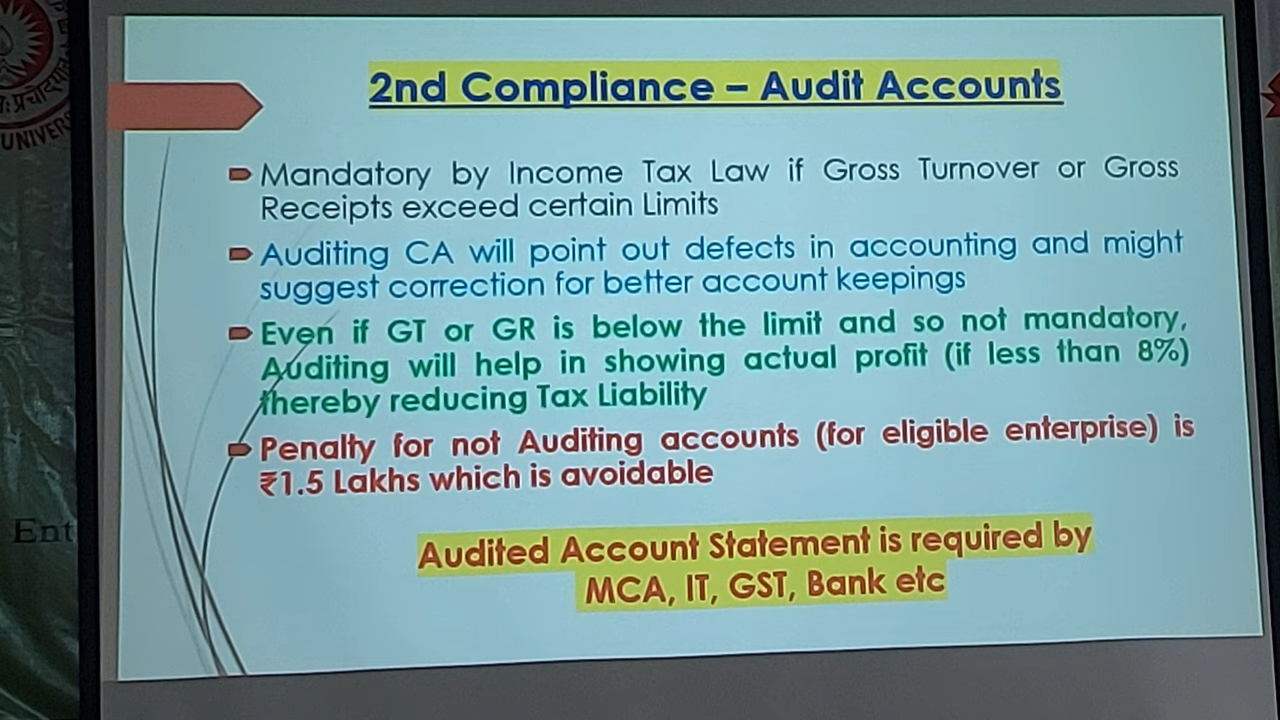 2nd Compliance – Audit Accounts
Mandatory by Income Tax Law if Gross Turnover or Gross
Receipts exceed certain Limits
Auditing CA will point out defects in accounting and might
suggest correction for better account keepings
Even if GT or GR is below the limit and so not mandatory,
Auditing will help in showing actual profit (if less than 8%)
thereby reducing Tax Liability
Penalty for not Auditing accounts (for eligible enterprise) is
₹1.5 Lakhs which is avoidable
Audited Account Statement is required by
MCA, IT, GST, Bank etc
Ent